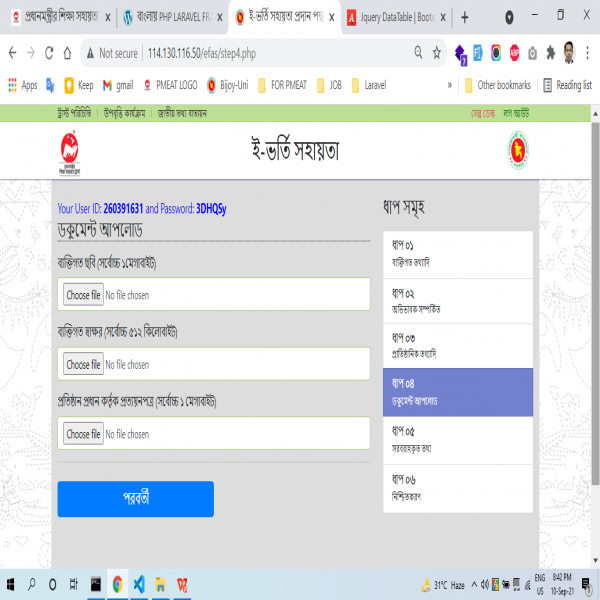 প্রধানমন্ত্রীর শিক্ষা সহায়তা
বাংলায় PHP LARAVEL FR
ই-ভর্তি সহায়তা প্রদান পদ্ধ
Jquery DataTable | Boots
Not secure | 114.130.116.50/efas/step4.php
Apps Keep gmail PMEAT LOGO Bijoy-Uni FOR PMEAT JOB Laravel » Other bookmarks Reading list
ট্রাস্ট পরিচিতি | উপবৃত্তি কার্যক্রম | জাতীয় তথ্য বাতায়ন হেল্প ডেস্ক লগ আউট
ই-ভর্তি সহায়তা
Your User ID: 260391631 and Password: 3DHQSy
ডকুমেন্ট আপলোড
ব্যক্তিগত ছবি (সর্বোচ্চ ১মেগাবাইট)
Choose file No file chosen
ব্যক্তিগত স্বাক্ষর (সর্বোচ্চ ৫১২ কিলোবাইট)
Choose file No file chosen
প্রতিষ্ঠান প্রধান কর্তৃক প্রত্যয়নপত্র (সর্বোচ্চ ১ মেগাবাইট)
Choose file No file chosen
পরবর্তী
ধাপ সমূহ
ধাপ ০১
ব্যক্তিগত তথ্যাদি
ধাপ ০২
অভিভাবক সম্পর্কিত
ধাপ ০৩
প্রাতিষ্ঠানিক তথ্যাদি
ধাপ ০৪
ডকুমেন্ট আপলোড
ধাপ ০৫
সরবরাহকৃত তথ্য
ধাপ ০৬
নিশ্চিতকরণ
31°C Haze ENG US 8:42 PM 10-Sep-21